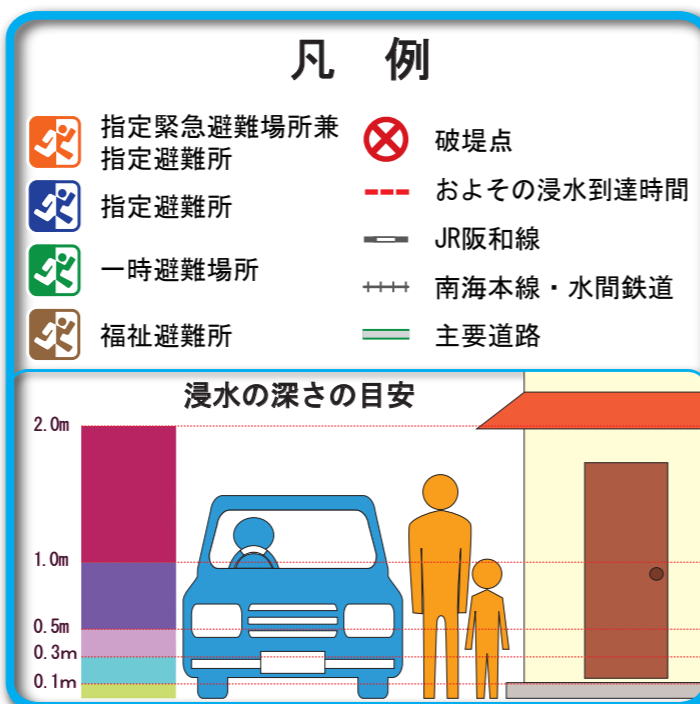 凡 例
指定緊急避難場所兼
指定避難所
指定避難所
一時避難場所
福祉避難所
破堤点
およその浸水到達時間
JR阪和線
南海本線・水間鉄道
主要道路
浸水の深さの目安
2.0m
1.0m
0.5m
0.3m
0.1m